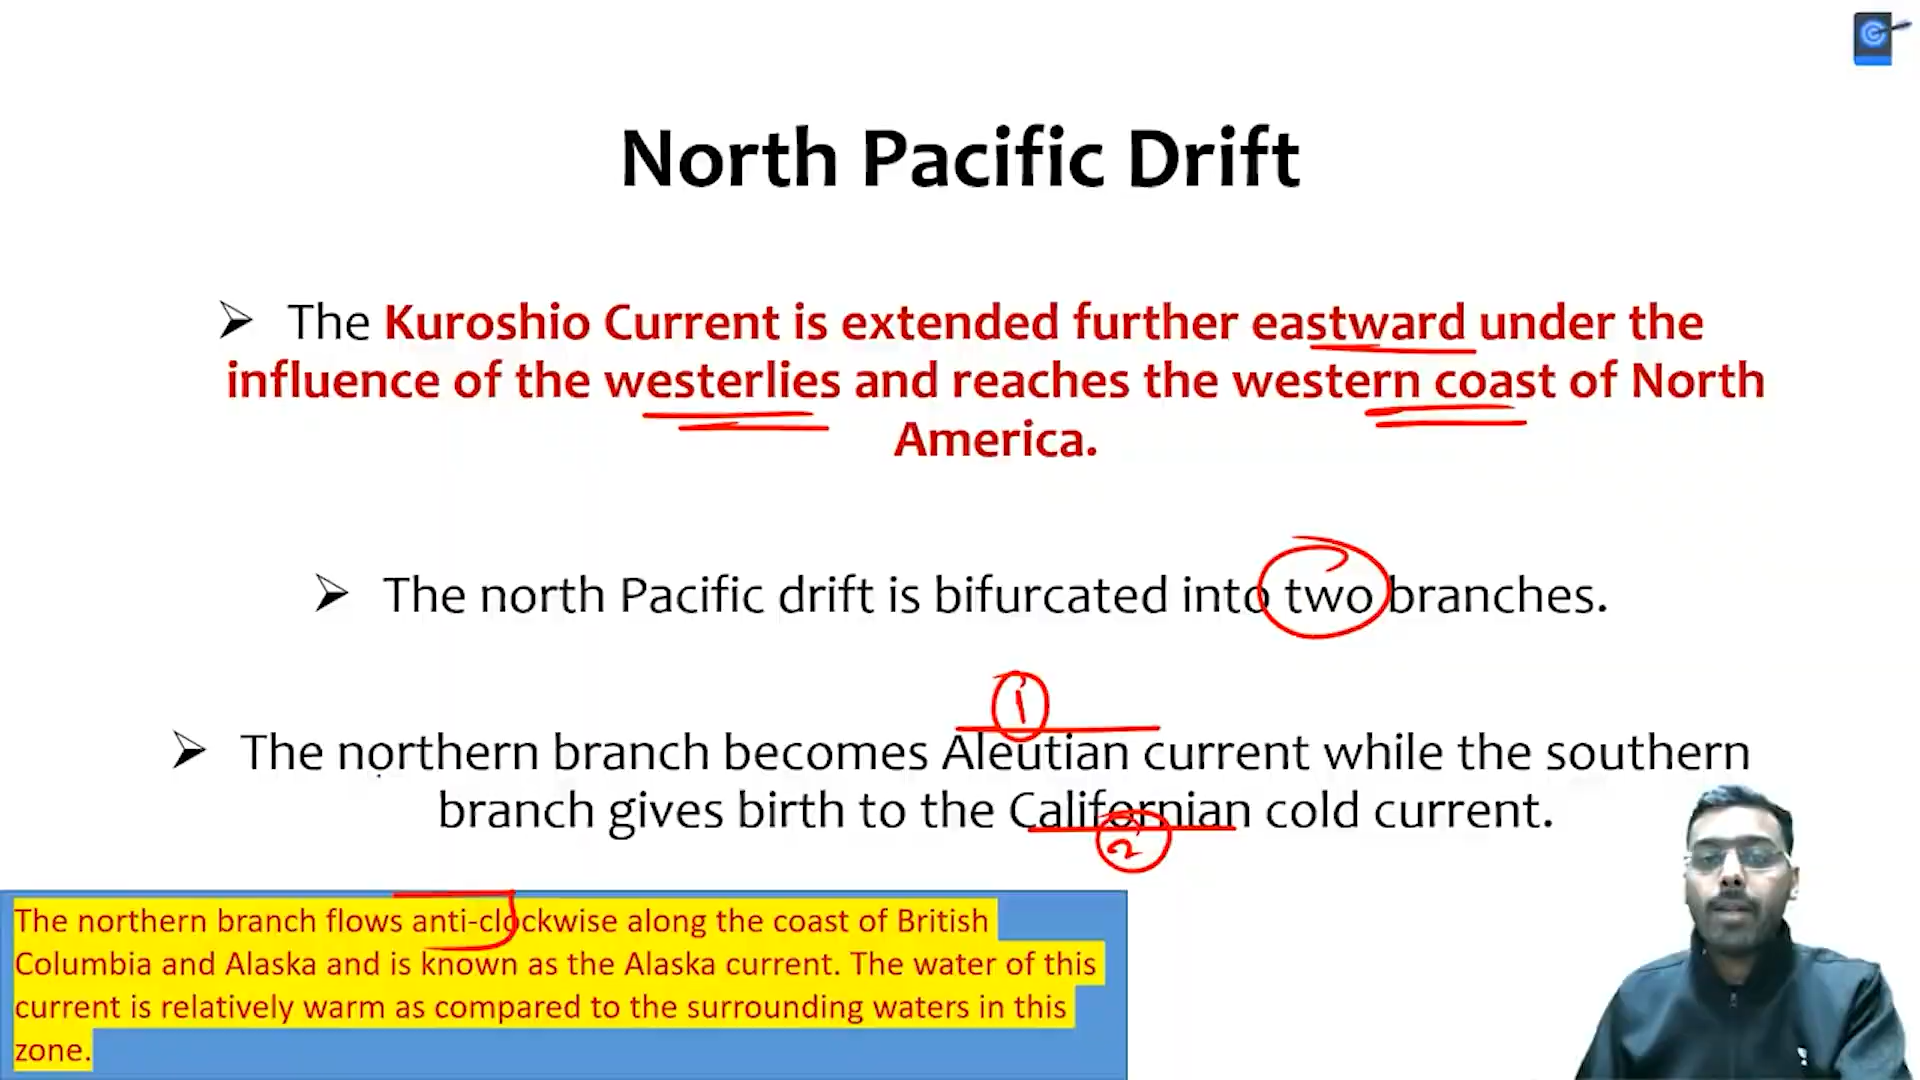 North Pacific Drift
The Kuroshio Current is extended further eastward under the
influence of the westerlies and reaches the western coast of North
America.
The north Pacific drift is bifurcated into two branches.
1
The northern branch becomes Aleutian current while the southern
branch gives birth to the Californian cold current.
2
The northern branch flows anti-clockwise along the coast of British
Columbia and Alaska and is known as the Alaska current. The water of this
current is relatively warm as compared to the surrounding waters in this
zone.